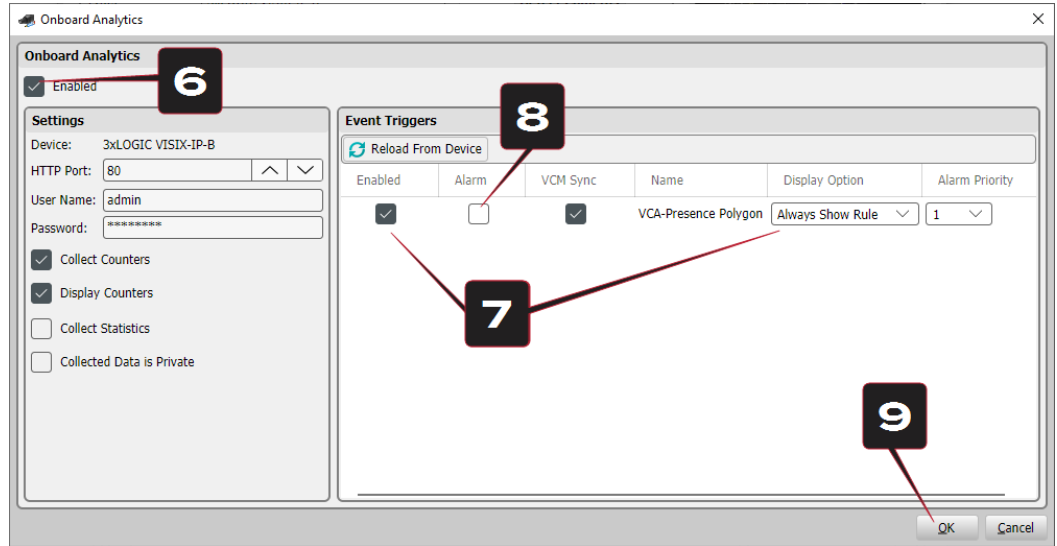 Onboard Analytics
Onboard Analytics
Enabled
6
Settings
Device: 3xLOGIC VISIX-IP-B
HTTP Port: 80
User Name: admin
Password: ********
Collect Counters
Display Counters
Collect Statistics
Collected Data is Private
Event Triggers
8
Reload From Device
Enabled Alarm VCM Sync Name Display Option Alarm Priority
VCA-Presence Polygon Always Show Rule 1
7
9
OK Cancel